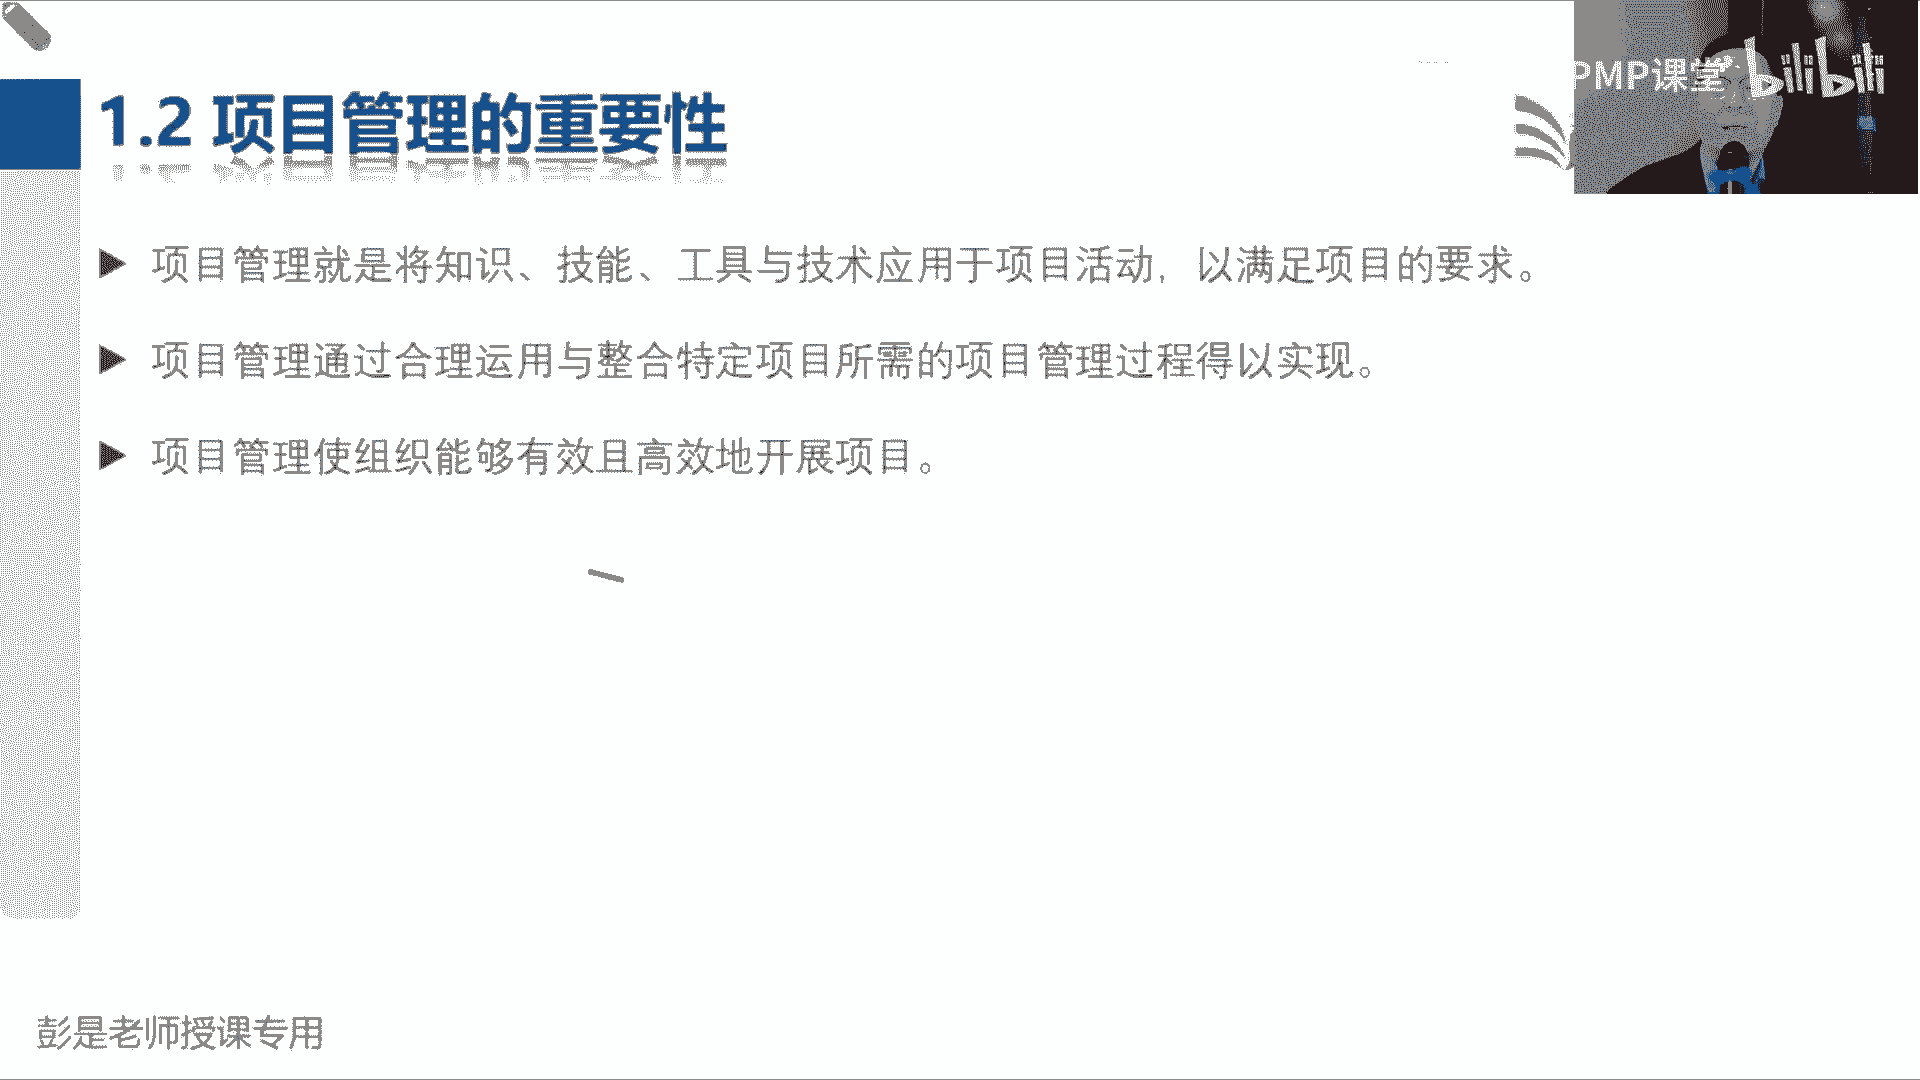 PMP课堂 bilibili
1.2 项目管理的重要性
项目管理就是将知识、技能、工具与技术应用于项目活动，以满足项目的要求。
项目管理通过合理运用与整合特定项目所需的项目管理过程得以实现。
项目管理使组织能够有效且高效地开展项目。
彭是老师授课专用